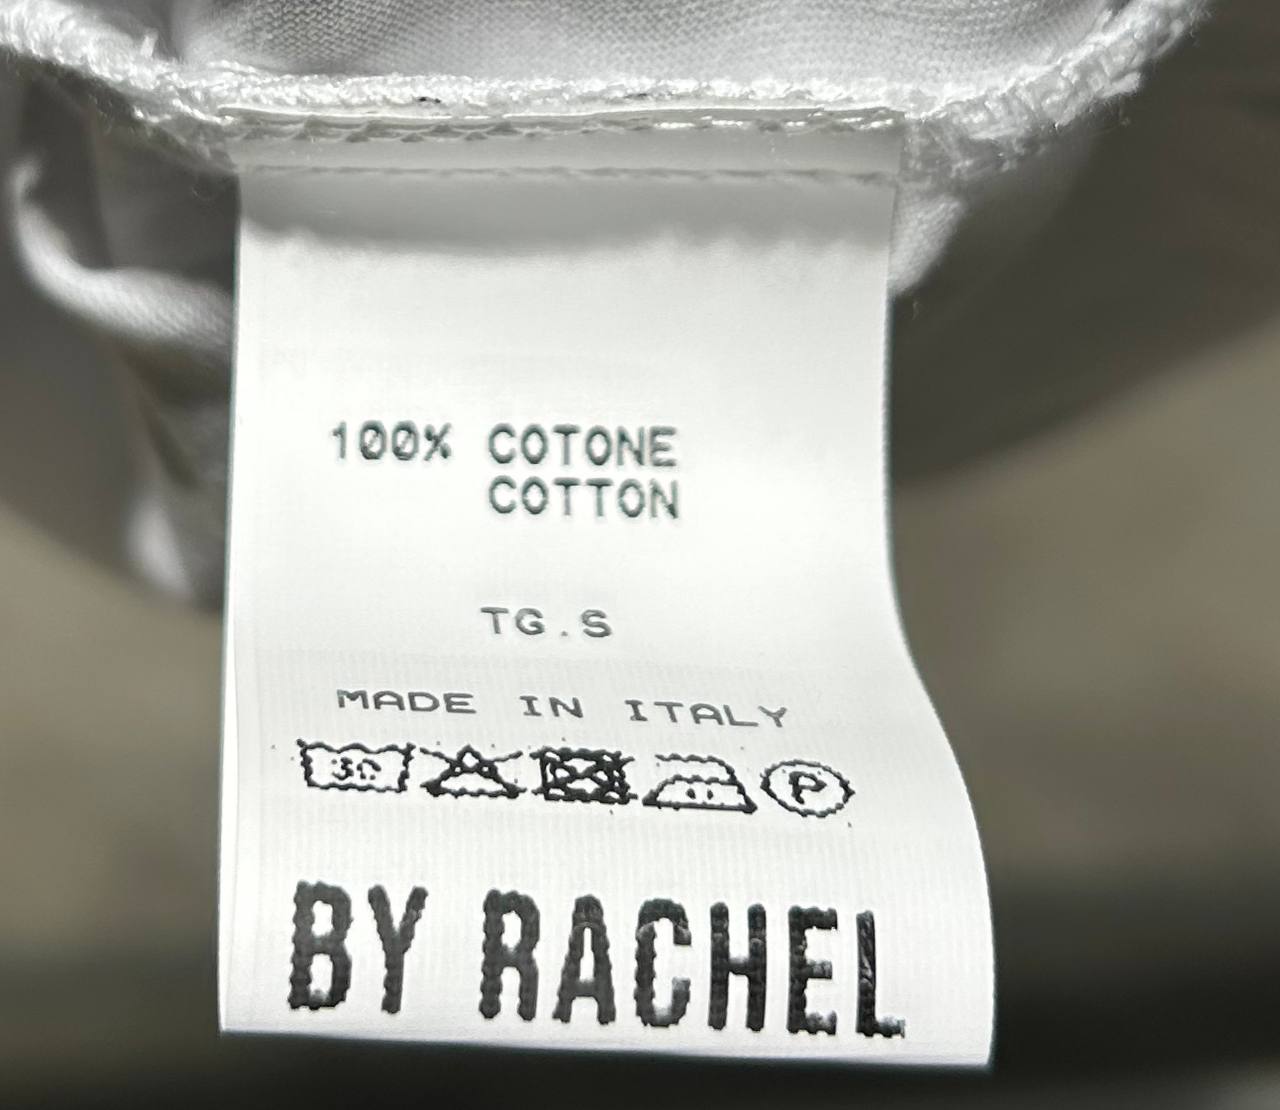 100% COTONE
COTTON
TG.S
MADE IN ITALY
30 P
BY RACHEL